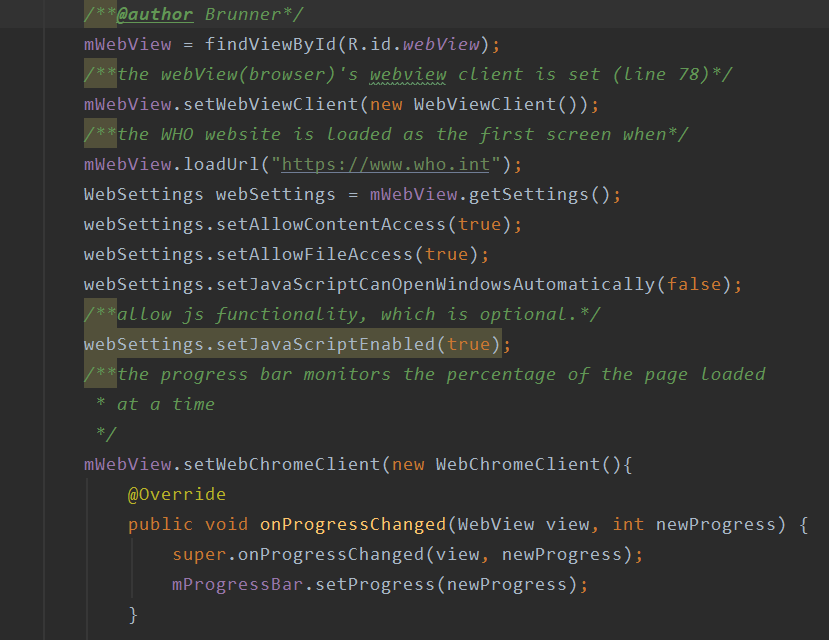 /**@author Brunner*/
mWebView = findViewById(R.id.webView);
/**the webView(browser)'s webview client is set (line 78)*/
mWebView.setWebViewClient(new WebViewClient());
/**the WHO website is loaded as the first screen when*/
mWebView.loadUrl("https://www.who.int");
WebSettings webSettings = mWebView.getSettings();
webSettings.setAllowContentAccess(true);
webSettings.setAllowFileAccess(true);
webSettings.setJavaScriptCanOpenWindowsAutomatically(false);
/**allow js functionality, which is optional.*/
webSettings.setJavaScriptEnabled(true);
/**the progress bar monitors the percentage of the page loaded
 * at a time
 */
mWebView.setWebChromeClient(new WebChromeClient(){
    @Override
    public void onProgressChanged(WebView view, int newProgress) {
        super.onProgressChanged(view, newProgress);
        mProgressBar.setProgress(newProgress);
    }